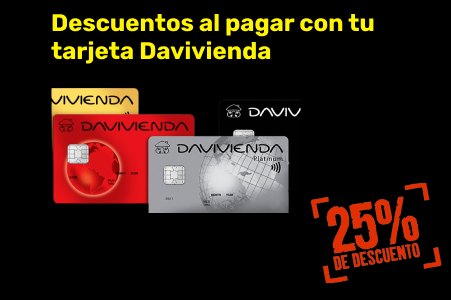 Descuentos al pagar con tu
tarjeta Davivienda
VIVIENDA
DAVIVIENDA
DAVIV
DAVIVIENDA
Platinum
25%
DE DESCUENTO